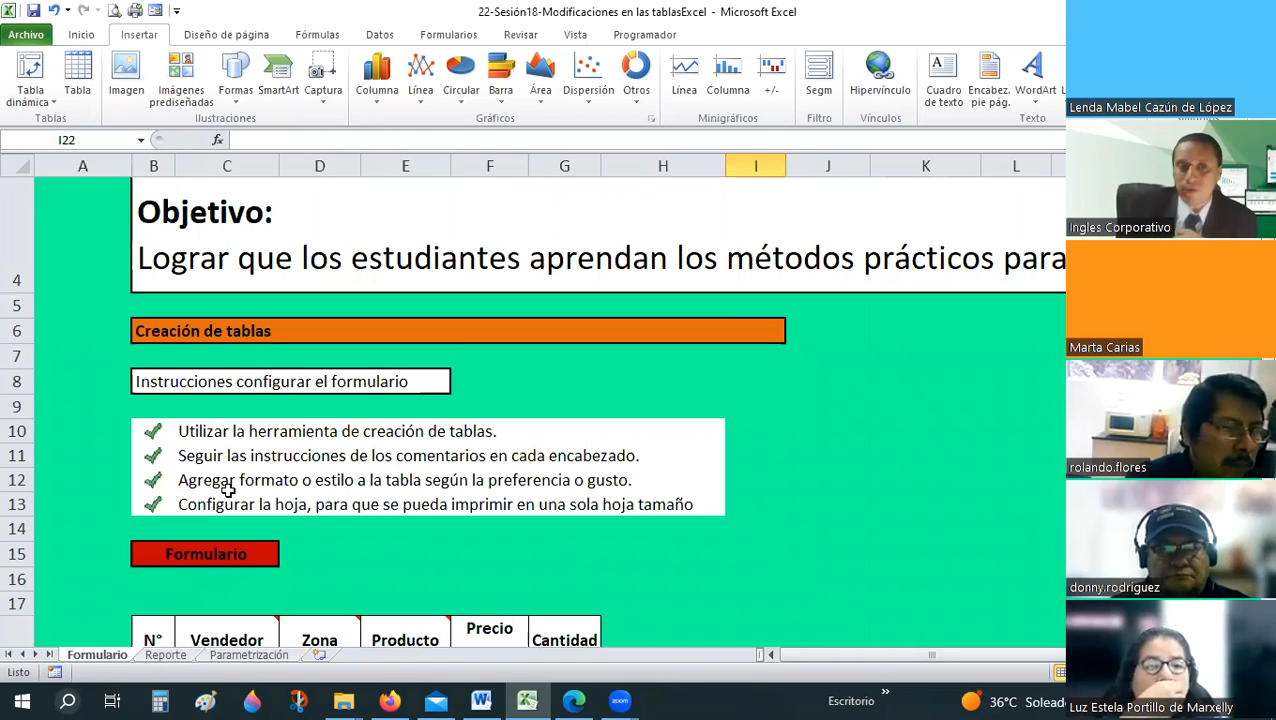 22-Sesión18-Modificaciones en las tablasExcel - Microsoft Excel
Archivo Inicio Insertar Diseño de página Fórmulas Datos Formularios Revisar Vista Programador
Tabla dinámica Tabla Imagen Imágenes prediseñadas Formas SmartArt Captura Columna Línea Circular Barra Área Dispersión Otros Línea Columna +/- Segm Hipervínculo Cuadro de texto Encabez. pie pág. WordArt
Tablas Ilustraciones Gráficos Minigráficos Filtro Vínculos Texto
I22 fx
A B C D E F G H I J K L
Objetivo:
4 Lograr que los estudiantes aprendan los métodos prácticos para
5
6 Creación de tablas
7
8 Instrucciones configurar el formulario
9
10 Utilizar la herramienta de creación de tablas.
11 Seguir las instrucciones de los comentarios en cada encabezado.
12 Agregar formato o estilo a la tabla según la preferencia o gusto.
13 Configurar la hoja, para que se pueda imprimir en una sola hoja tamaño
14
15 Formulario
16
17
N° Vendedor Zona Producto Precio Cantidad
Formulario Reporte Parametrización
Listo
Escritorio » 36°C Soleado
Lenda Mabel Cazún de López
Ingles Corporativo
Marta Carias
rolando.flores
donny.rodriguez
Luz Estela Portillo de Marxelly